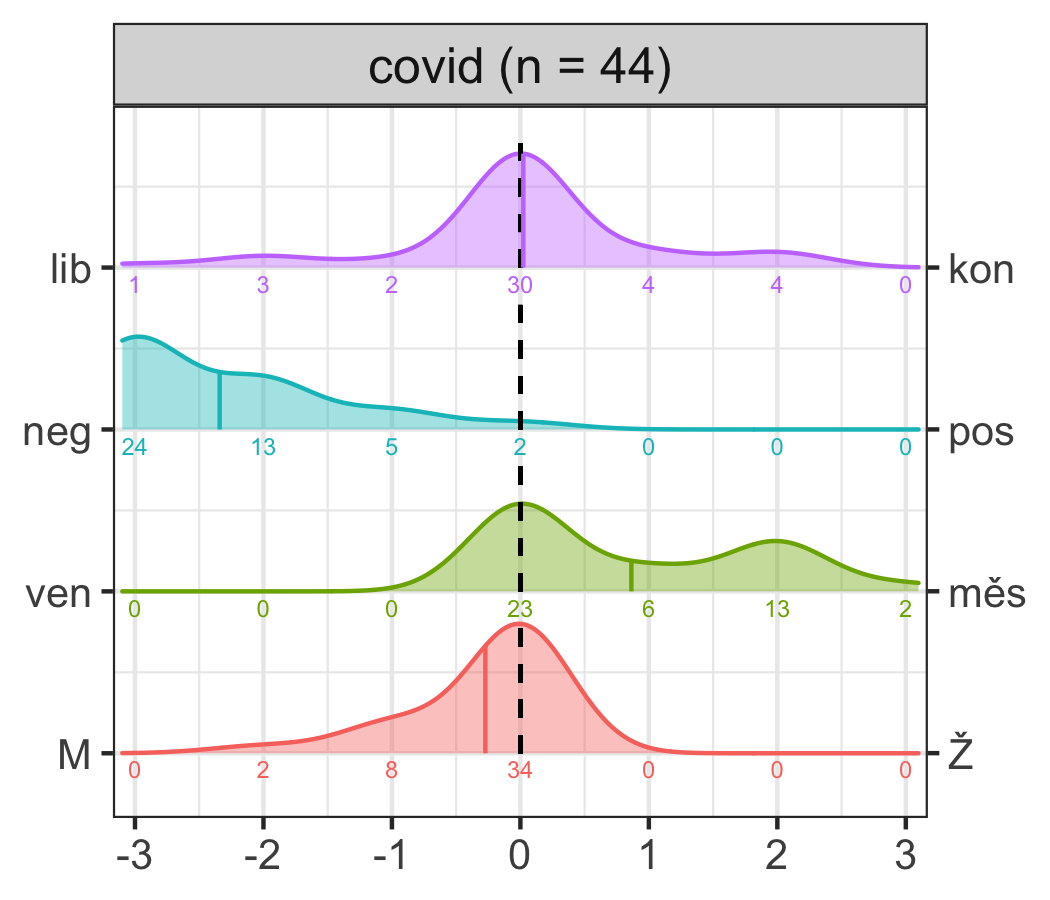 covid (n = 44)
lib kon
1 3 2 30 4 4 0
neg pos
24 13 5 2 0 0 0
ven měs
0 0 0 23 6 13 2
M Ž
0 2 8 34 0 0 0
-3 -2 -1 0 1 2 3